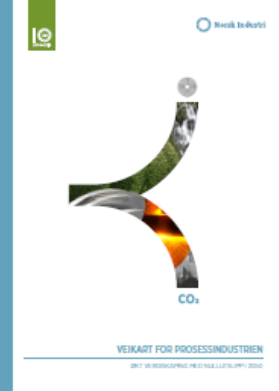 Norsk Industri
CO₂
VEIKART FOR PROSESSINDUSTRIEN
ØKT VERDISKAPING MED NULLUTSLIPP I 2050